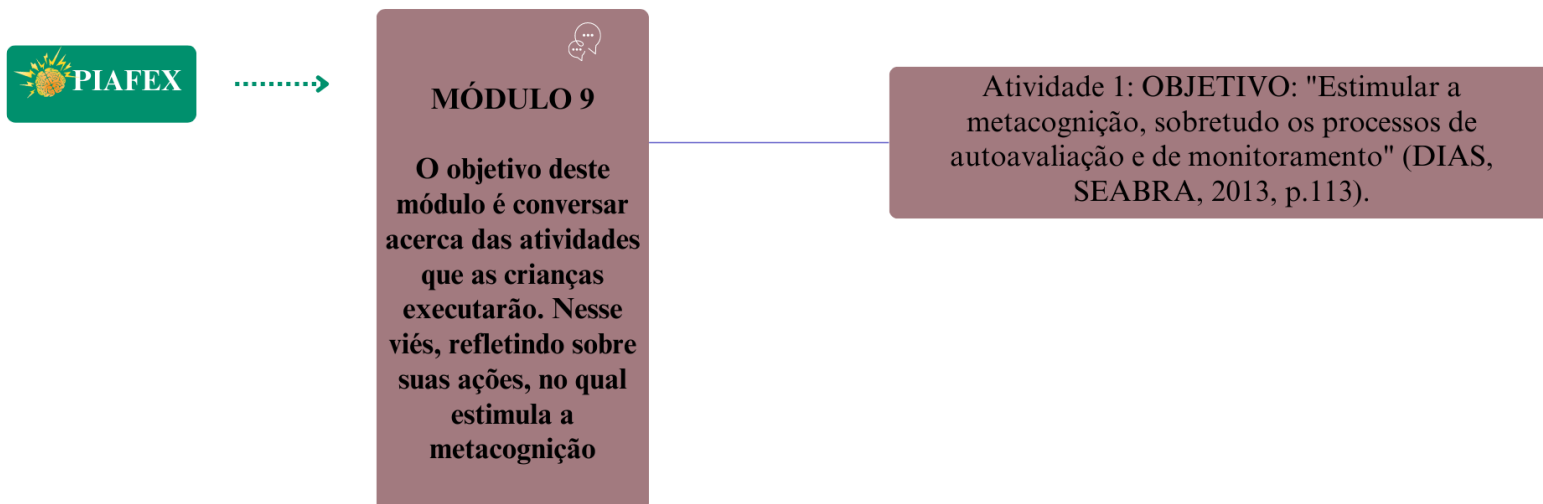 PIAFEX
MÓDULO 9
O objetivo deste
módulo é conversar
acerca das atividades
que as crianças
executarão. Nesse
viés, refletindo sobre
suas ações, no qual
estimula a
metacognição
Atividade 1: OBJETIVO: "Estimular a
metacognição, sobretudo os processos de
autoavaliação e de monitoramento" (DIAS,
SEABRA, 2013, p.113).